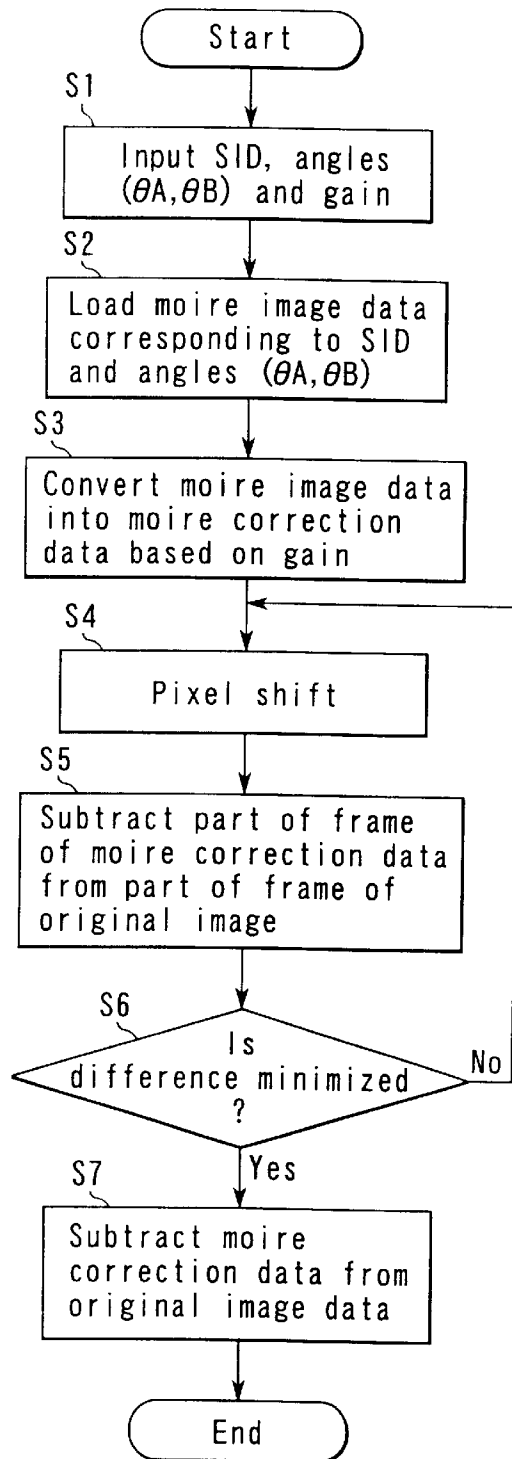 Start
S1
Input SID, angles
(θA,θB) and gain
S2
Load moire image data
corresponding to SID
and angles (θA,θB)
S3
Convert moire image data
into moire correction
data based on gain
S4
Pixel shift
S5
Subtract part of frame
of moire correction data
from part of frame of
original image
S6
Is
difference minimized
?
No
Yes
S7
Subtract moire
correction data from
original image data
End